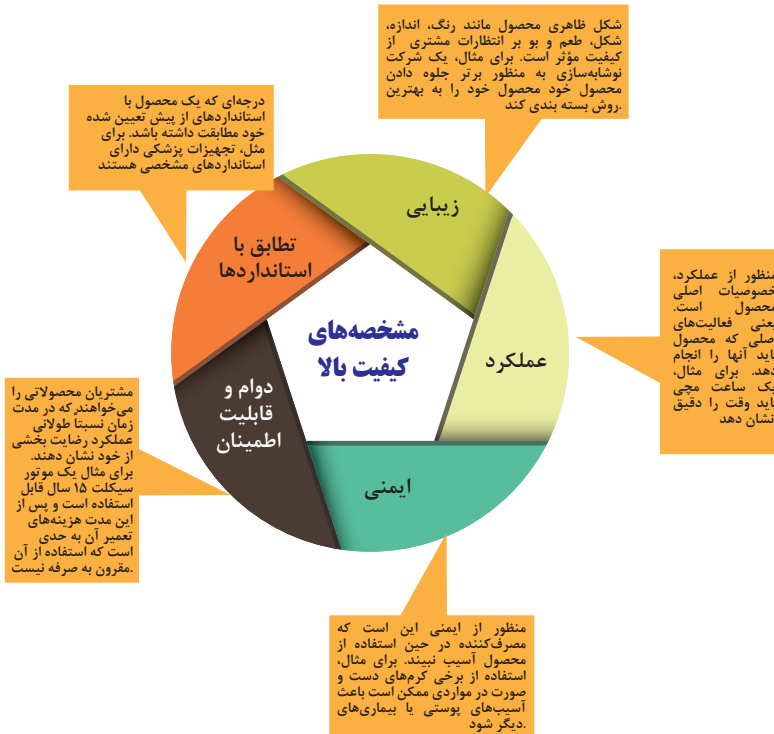 شکل ظاهری محصول مانند رنگ، اندازه،
شکل، طعم و بو بر انتظارات مشتری از
کیفیت مؤثر است. برای مثال، یک شرکت
نوشابه‌سازی به منظور برتر جلوه دادن
محصول خود محصول خود را به بهترین
روش بسته بندی کند.
درجه‌ای که یک محصول با
استانداردهای از پیش تعیین شده
خود مطابقت داشته باشد. برای
مثل، تجهیزات پزشکی دارای
استانداردهای مشخصی هستند
زیبایی
تطابق با
استانداردها
مشخصه‌های
کیفیت بالا
عملکرد
منظور از عملکرد،
خصوصیات اصلی
محصول است.
یعنی فعالیت‌های
اصلی که محصول
باید آنها را انجام
دهد. برای مثال،
یک ساعت مچی
باید وقت را دقیق
نشان دهد
دوام و
قابلیت
اطمینان
مشتریان محصولاتی را
می‌خواهند که در مدت
زمان نسبتاً طولانی
عملکرد رضایت بخشی
از خود نشان دهند.
برای مثال یک موتور
سیکلت ۱۵ سال قابل
استفاده است و پس از
این مدت هزینه‌های
تعمیر آن به حدی
است که استفاده از آن
مقرون به صرفه نیست.
ایمنی
منظور از ایمنی این است که
مصرف‌کننده در حین استفاده از
محصول آسیب نبیند. برای مثال،
استفاده از برخی کرم‌های دست و
صورت در مواردی ممکن است باعث
آسیب‌های پوستی یا بیماری‌های
دیگر شود.